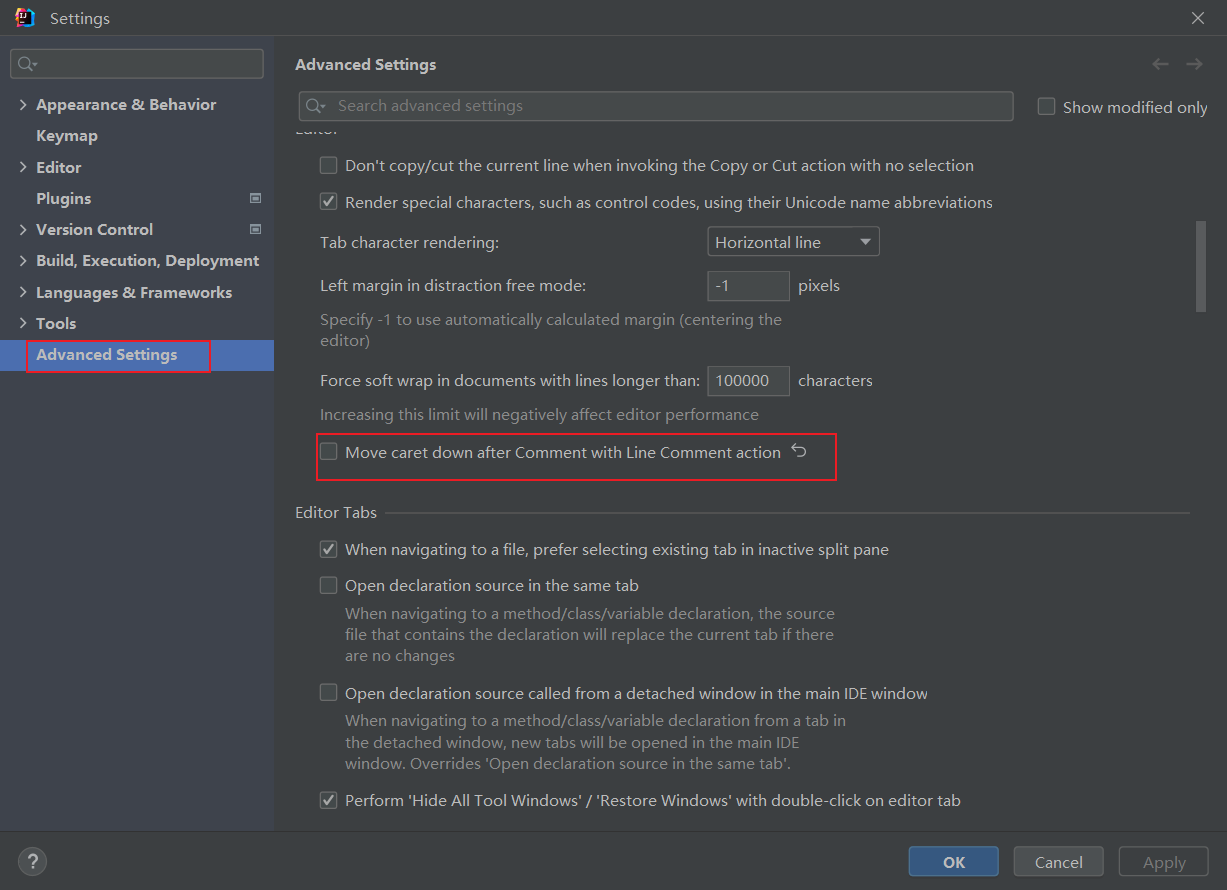 Settings
Advanced Settings
Search advanced settings
Show modified only
Appearance & Behavior
Keymap
Editor
Plugins
Version Control
Build, Execution, Deployment
Languages & Frameworks
Tools
Advanced Settings
Editor
Don't copy/cut the current line when invoking the Copy or Cut action with no selection
Render special characters, such as control codes, using their Unicode name abbreviations
Tab character rendering: Horizontal line
Left margin in distraction free mode: -1 pixels
Specify -1 to use automatically calculated margin (centering the
editor)
Force soft wrap in documents with lines longer than: 100000 characters
Increasing this limit will negatively affect editor performance
Move caret down after Comment with Line Comment action
Editor Tabs
When navigating to a file, prefer selecting existing tab in inactive split pane
Open declaration source in the same tab
When navigating to a method/class/variable declaration, the source
file that contains the declaration will replace the current tab if there
are no changes
Open declaration source called from a detached window in the main IDE window
When navigating to a method/class/variable declaration from a tab in
the detached window, new tabs will be opened in the main IDE
window. Overrides 'Open declaration source in the same tab'.
Perform 'Hide All Tool Windows' / 'Restore Windows' with double-click on editor tab
?
OK
Cancel
Apply